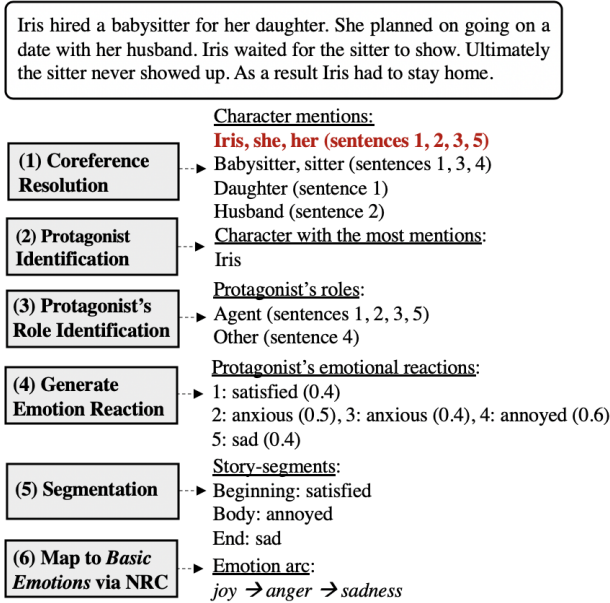 Iris hired a babysitter for her daughter. She planned on going on a
date with her husband. Iris waited for the sitter to show. Ultimately
the sitter never showed up. As a result Iris had to stay home.
Character mentions:
Iris, she, her (sentences 1, 2, 3, 5)
(1) Coreference
Resolution
Babysitter, sitter (sentences 1, 3, 4)
Daughter (sentence 1)
Husband (sentence 2)
(2) Protagonist
Identification
Character with the most mentions:
Iris
(3) Protagonist's
Role Identification
Protagonist's roles:
Agent (sentences 1, 2, 3, 5)
Other (sentence 4)
(4) Generate
Emotion Reaction
Protagonist's emotional reactions:
1: satisfied (0.4)
2: anxious (0.5), 3: anxious (0.4), 4: annoyed (0.6)
5: sad (0.4)
(5) Segmentation
Story-segments:
Beginning: satisfied
Body: annoyed
End: sad
(6) Map to Basic
Emotions via NRC
Emotion arc:
joy → anger → sadness